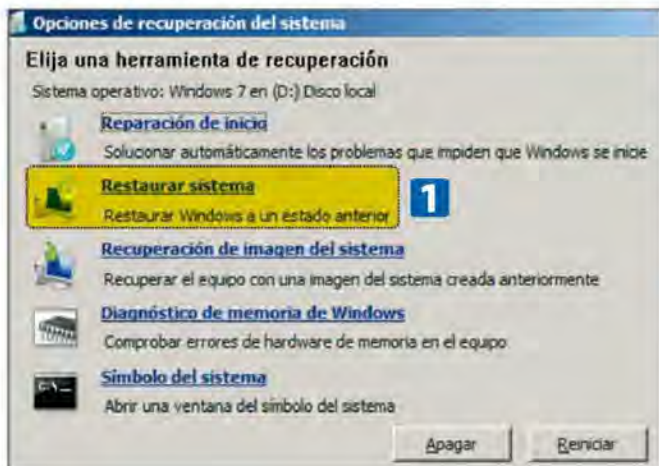 Opciones de recuperación del sistema
Elija una herramienta de recuperación
Sistema operativo: Windows 7 en (D:) Disco local
Reparación de inicio
Solucionar automáticamente los problemas que impiden que Windows se inicie
Restaurar sistema
Restaurar Windows a un estado anterior
1
Recuperación de imagen del sistema
Recuperar el equipo con una imagen del sistema creada anteriormente
Diagnóstico de memoria de Windows
Comprobar errores de hardware de memoria en el equipo
Símbolo del sistema
Abrir una ventana del símbolo del sistema
Apagar
Reiniciar